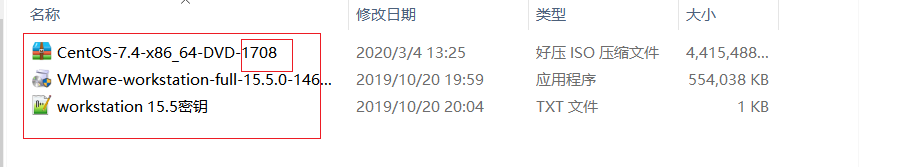 名称 修改日期 类型 大小
CentOS-7.4-x86_64-DVD-1708 2020/3/4 13:25 好压 ISO 压缩文件 4,415,488...
VMware-workstation-full-15.5.0-146... 2019/10/20 19:59 应用程序 554,038 KB
workstation 15.5密钥 2019/10/20 20:04 TXT 文件 1 KB